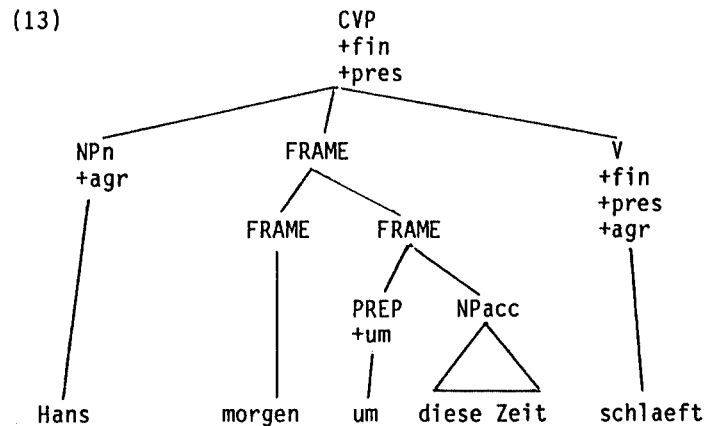 (13) CVP
+fin
+pres
NPn FRAME V
+agr +fin
+pres
FRAME FRAME +agr
PREP NPacc
+um
Hans morgen um diese Zeit schlaeft